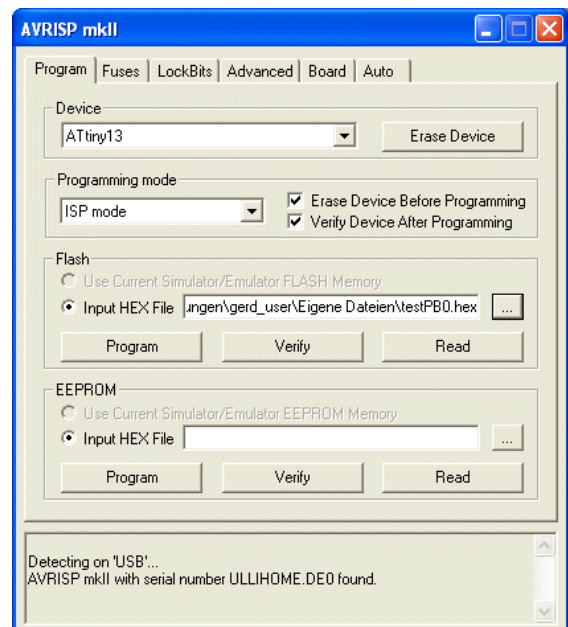 AVRISP mkII
Program Fuses LockBits Advanced Board Auto
Device
ATtiny13 Erase Device
Programming mode
ISP mode
Erase Device Before Programming
Verify Device After Programming
Flash
Use Current Simulator/Emulator FLASH Memory
Input HEX File ungen\gerd_user\Eigene Dateien\testPB0.hex ...
Program Verify Read
EEPROM
Use Current Simulator/Emulator EEPROM Memory
Input HEX File ...
Program Verify Read
Detecting on 'USB'...
AVRISP mkII with serial number ULLIHOME.DE0 found.